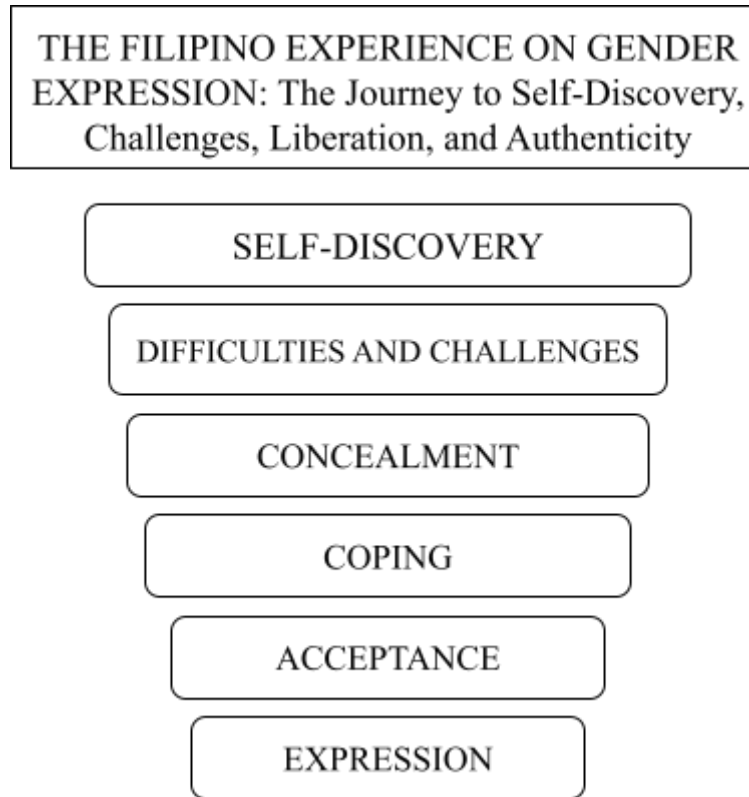 THE FILIPINO EXPERIENCE ON GENDER
EXPRESSION: The Journey to Self-Discovery,
Challenges, Liberation, and Authenticity
SELF-DISCOVERY
DIFFICULTIES AND CHALLENGES
CONCEALMENT
COPING
ACCEPTANCE
EXPRESSION